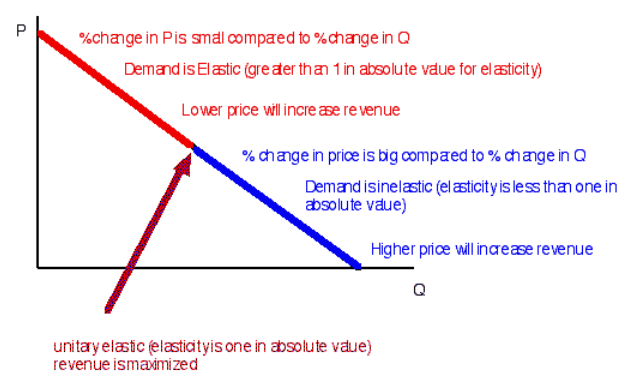 P
%change in P is small compared to %change in Q
Demand is Elastic (greater than 1 in absolute value for elasticity)
Lower price will increase revenue
% change in price is big compared to % change in Q
Demand is inelastic (elasticity is less than one in
absolute value)
Higher price will increase revenue
Q
unitary elastic (elasticity is one in absolute value)
revenue is maximized